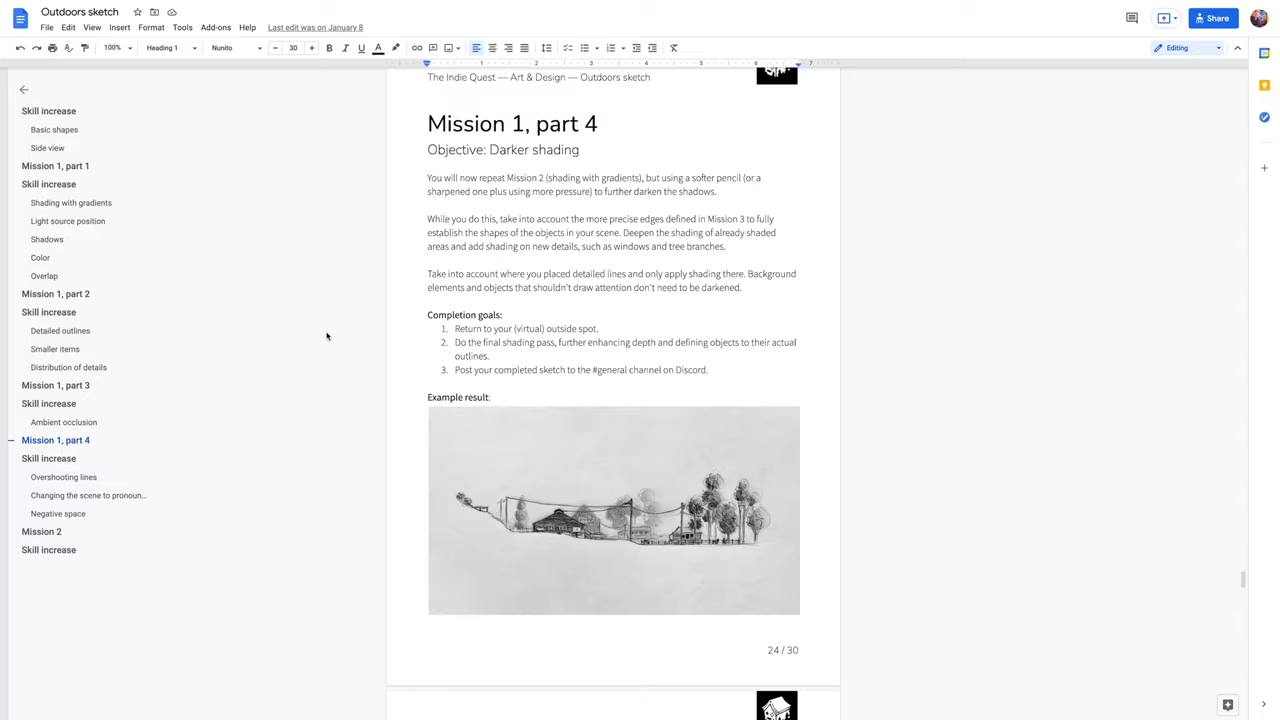 Outdoors sketch
File Edit View Insert Format Tools Add-ons Help Last edit was on January 8
Share
100% Heading 1 Nunito 30 B I U A Editing
1 2 3 4 5 6 7
The Indie Quest — Art & Design — Outdoors sketch
Skill increase
Basic shapes
Side view
Mission 1, part 1
Skill increase
Shading with gradients
Light source position
Shadows
Color
Overlap
Mission 1, part 2
Skill increase
Detailed outlines
Smaller items
Distribution of details
Mission 1, part 3
Skill increase
Ambient occlusion
Mission 1, part 4
Skill increase
Overshooting lines
Changing the scene to pronoun...
Negative space
Mission 2
Skill increase
Mission 1, part 4
Objective: Darker shading
You will now repeat Mission 2 (shading with gradients), but using a softer pencil (or a
sharpened one plus using more pressure) to further darken the shadows.
While you do this, take into account the more precise edges defined in Mission 3 to fully
establish the shapes of the objects in your scene. Deepen the shading of already shaded
areas and add shading on new details, such as windows and tree branches.
Take into account where you placed detailed lines and only apply shading there. Background
elements and objects that shouldn't draw attention don't need to be darkened.
Completion goals:
1. Return to your (virtual) outside spot.
2. Do the final shading pass, further enhancing depth and defining objects to their actual
outlines.
3. Post your completed sketch to the #general channel on Discord.
Example result:
24 / 30